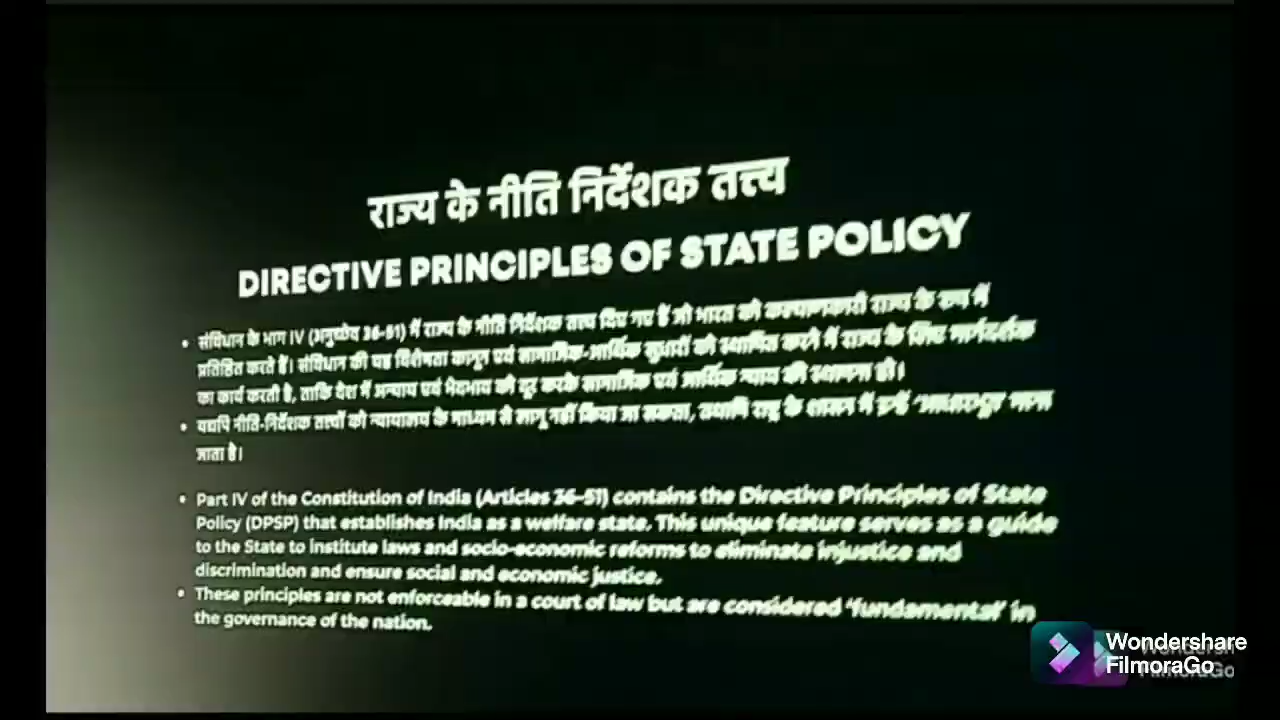 राज्य के नीति निर्देशक तत्त्व
DIRECTIVE PRINCIPLES OF STATE POLICY
• संविधान के भाग IV (अनुच्छेद 36-51) में राज्य के नीति निर्देशक तत्त्व दिए गए हैं जो भारत को कल्याणकारी राज्य के रूप में
प्रतिष्ठित करते हैं। संविधान की यह विशेषता कानून एवं सामाजिक-आर्थिक सुधारों को स्थापित करने में राज्य के लिए मार्गदर्शक
का कार्य करती है, ताकि देश में अन्याय एवं भेदभाव को दूर करके सामाजिक एवं आर्थिक न्याय की स्थापना हो।
• यद्यपि नीति-निर्देशक तत्त्वों को न्यायालय के माध्यम से लागू नहीं किया जा सकता, तथापि राष्ट्र के शासन में इन्हें 'आधारभूत' माना
जाता है।
• Part IV of the Constitution of India (Articles 36-51) contains the Directive Principles of State
Policy (DPSP) that establishes India as a welfare state. This unique feature serves as a guide
to the State to institute laws and socio-economic reforms to eliminate injustice and
discrimination and ensure social and economic justice.
• These principles are not enforceable in a court of law but are considered 'fundamental' in
the governance of the nation.
Wondershare
FilmoraGo